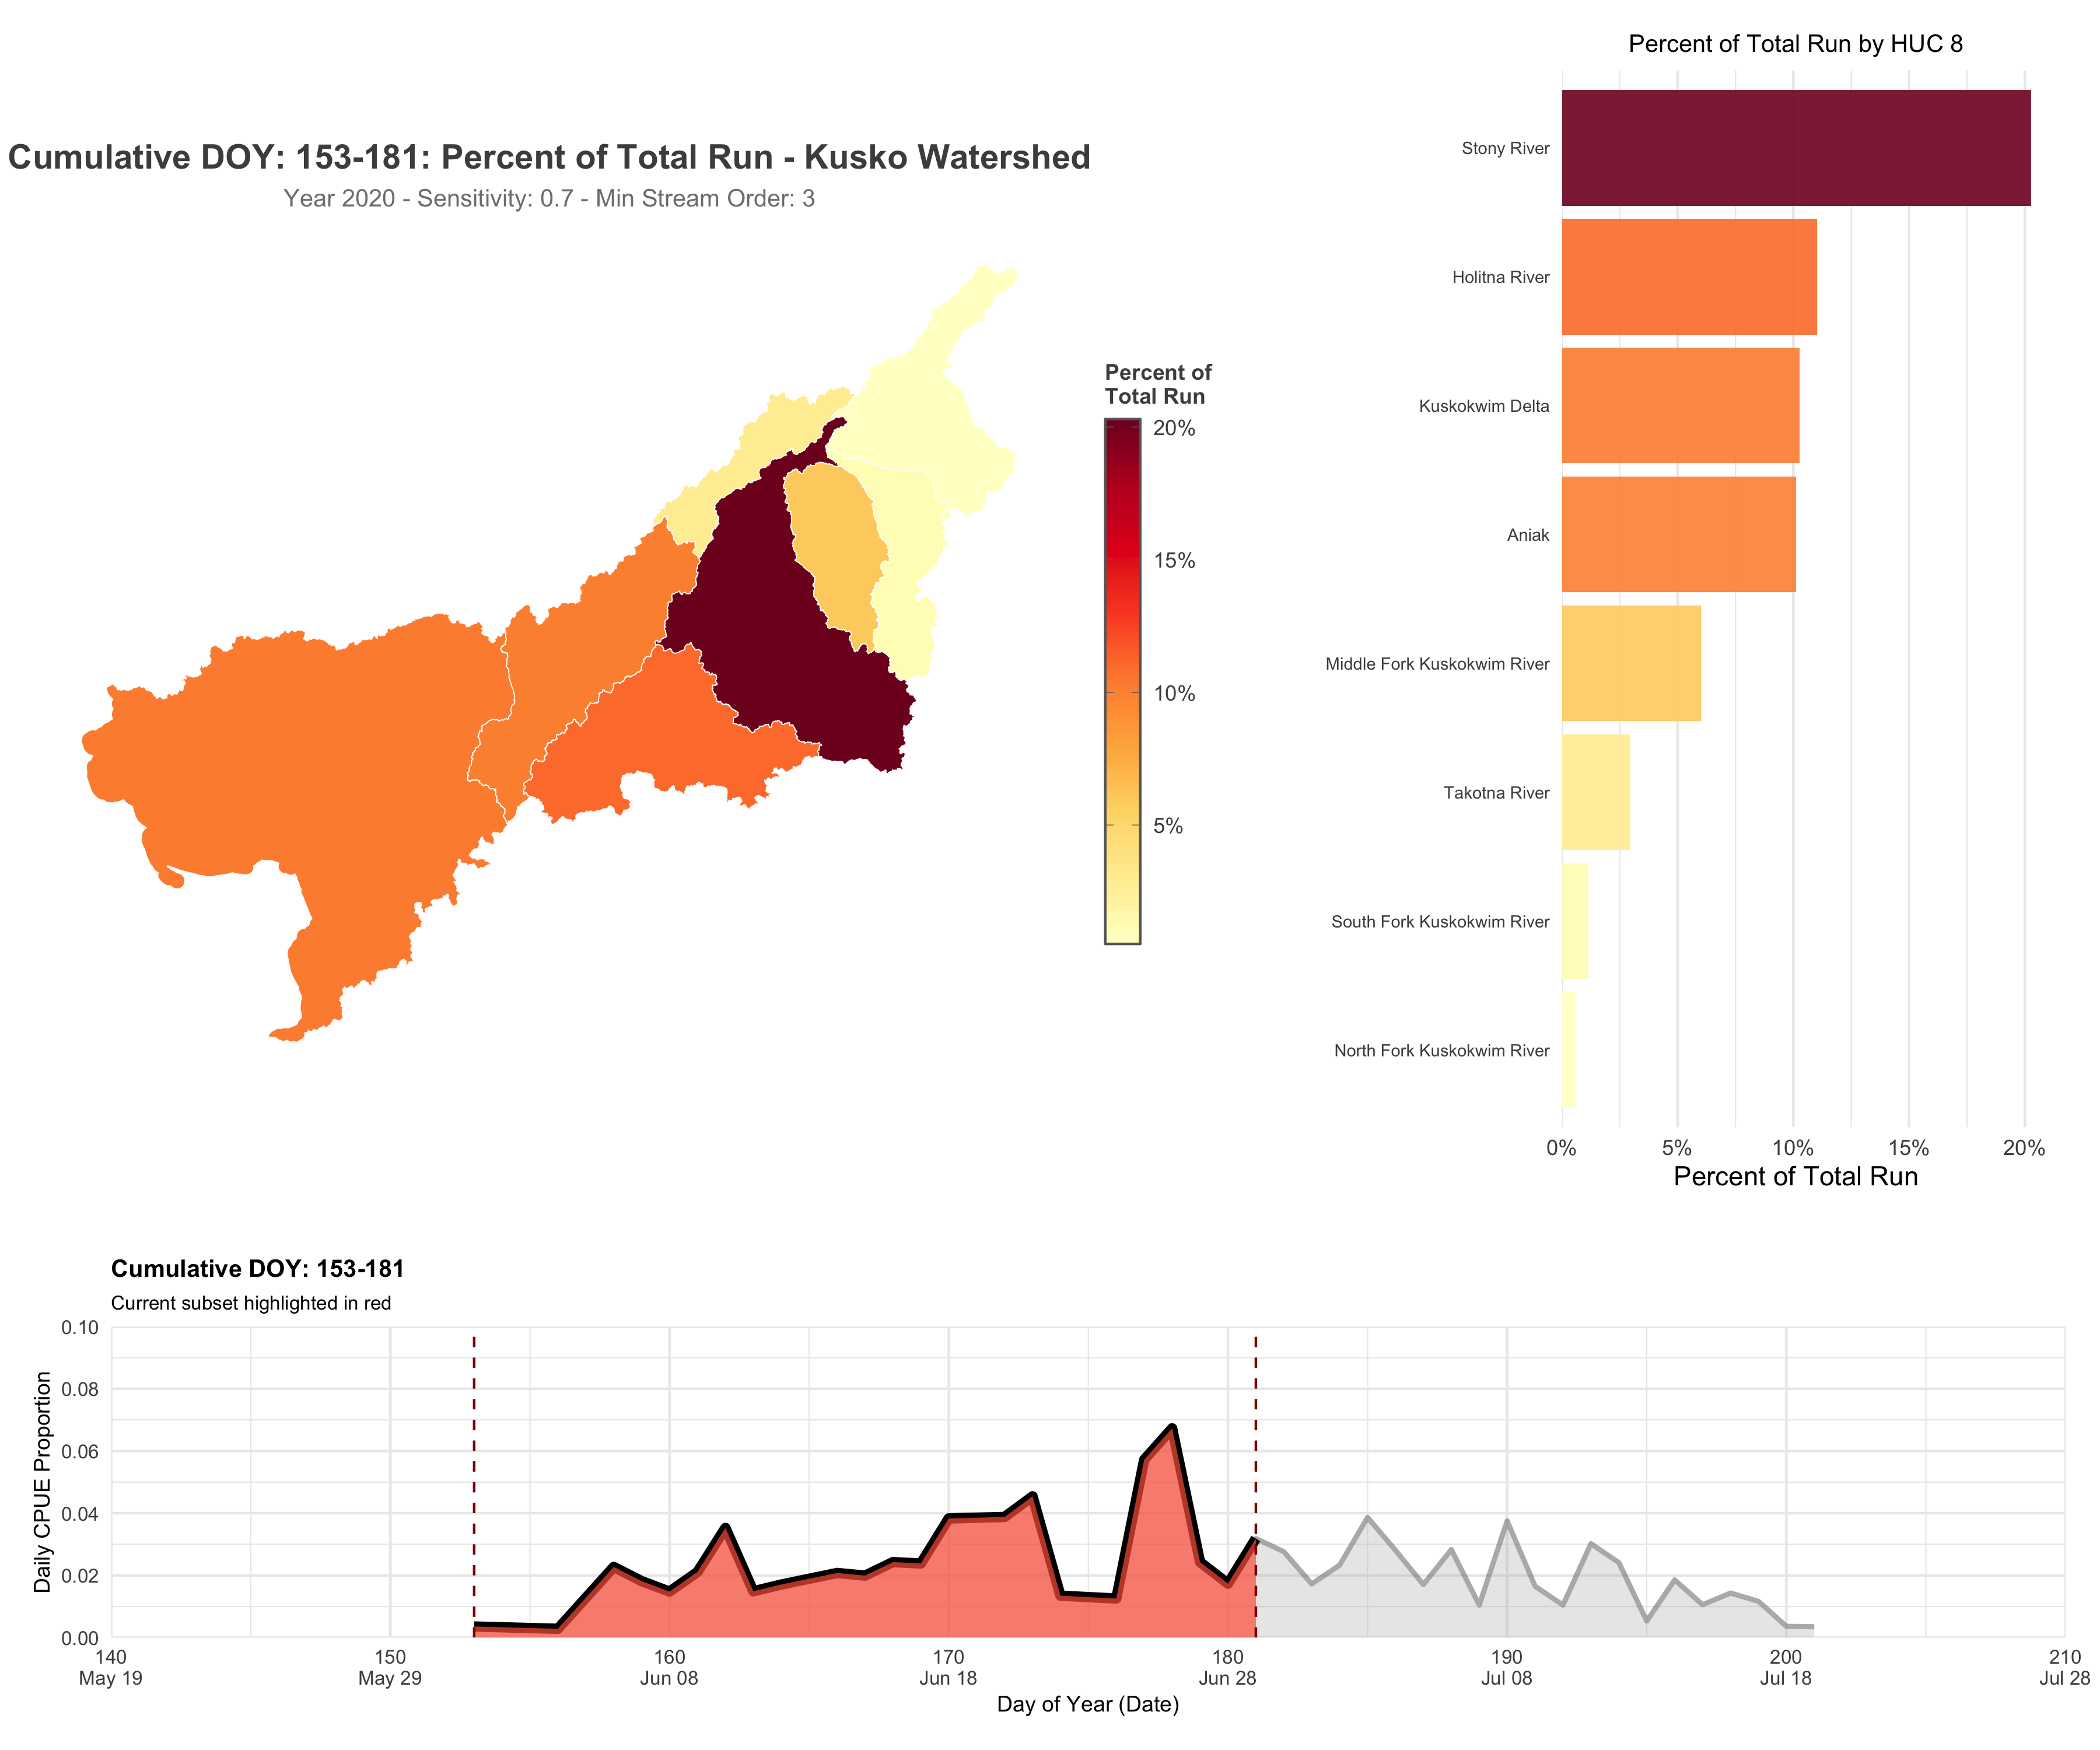 Cumulative DOY: 153-181: Percent of Total Run - Kusko Watershed
Year 2020 - Sensitivity: 0.7 - Min Stream Order: 3
Percent of
Total Run
20%
15%
10%
5%
Percent of Total Run by HUC 8
Stony River
Holitna River
Kuskokwim Delta
Aniak
Middle Fork Kuskokwim River
Takotna River
South Fork Kuskokwim River
North Fork Kuskokwim River
0% 5% 10% 15% 20%
Percent of Total Run
Cumulative DOY: 153-181
Current subset highlighted in red
Daily CPUE Proportion
0.10
0.08
0.06
0.04
0.02
0.00
140 150 160 170 180 190 200 210
May 19 May 29 Jun 08 Jun 18 Jun 28 Jul 08 Jul 18 Jul 28
Day of Year (Date)